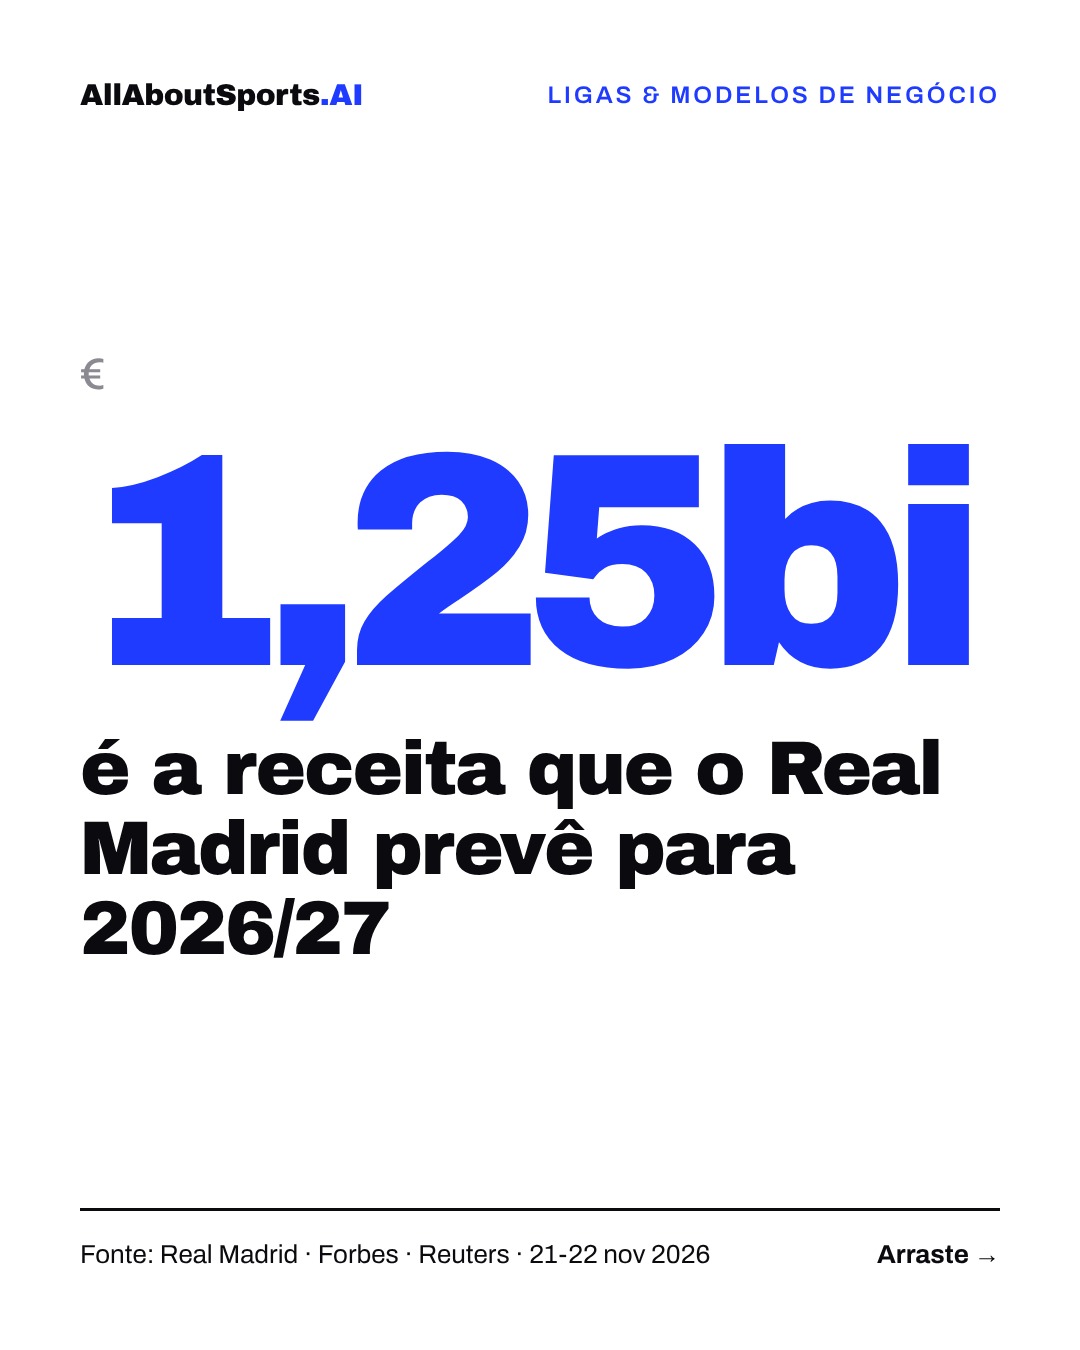 AllAboutSports.AI
LIGAS & MODELOS DE NEGÓCIO
€
1,25bi
é a receita que o Real
Madrid prevê para
2026/27
Fonte: Real Madrid · Forbes · Reuters · 21-22 nov 2026
Arraste →